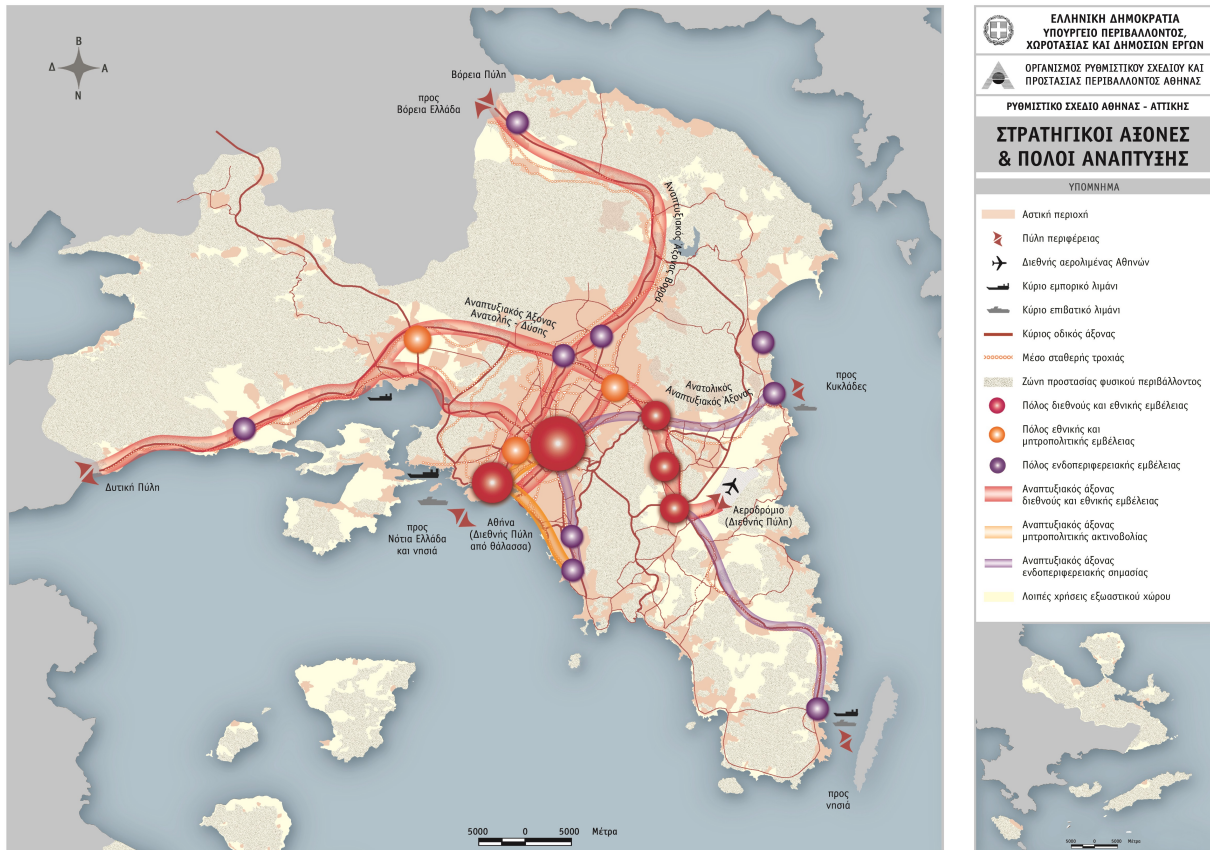 Β
Δ
Α
Ν
Βόρεια Πύλη
προς
Βόρεια Ελλάδα
Αναπτυξιακός Άξονας Βορρά
Αναπτυξιακός Άξονας
Ανατολής - Δύσης
Ανατολικός
Αναπτυξιακός Άξονας
προς
Κυκλάδες
Δυτική Πύλη
προς
Νότια Ελλάδα
και νησιά
Αθήνα
(Διεθνής Πύλη
από θάλασσα)
Αεροδρόμιο
(Διεθνής Πύλη)
προς
νησιά
5000 0 5000 Μέτρα
ΕΛΛΗΝΙΚΗ ΔΗΜΟΚΡΑΤΙΑ
ΥΠΟΥΡΓΕΙΟ ΠΕΡΙΒΑΛΛΟΝΤΟΣ,
ΧΩΡΟΤΑΞΙΑΣ ΚΑΙ ΔΗΜΟΣΙΩΝ ΕΡΓΩΝ
ΟΡΓΑΝΙΣΜΟΣ ΡΥΘΜΙΣΤΙΚΟΥ ΣΧΕΔΙΟΥ ΚΑΙ
ΠΡΟΣΤΑΣΙΑΣ ΠΕΡΙΒΑΛΛΟΝΤΟΣ ΑΘΗΝΑΣ
ΡΥΘΜΙΣΤΙΚΟ ΣΧΕΔΙΟ ΑΘΗΝΑΣ - ΑΤΤΙΚΗΣ
ΣΤΡΑΤΗΓΙΚΟΙ ΑΞΟΝΕΣ
& ΠΟΛΟΙ ΑΝΑΠΤΥΞΗΣ
ΥΠΟΜΝΗΜΑ
Αστική περιοχή
Πύλη περιφέρειας
Διεθνής αερολιμένας Αθηνών
Κύριο εμπορικό λιμάνι
Κύριο επιβατικό λιμάνι
Κύριος οδικός άξονας
Μέσο σταθερής τροχιάς
Ζώνη προστασίας φυσικού περιβάλλοντος
Πόλος διεθνούς και εθνικής εμβέλειας
Πόλος εθνικής και
μητροπολιτικής εμβέλειας
Πόλος ενδοπεριφερειακής εμβέλειας
Αναπτυξιακός άξονας
διεθνούς και εθνικής εμβέλειας
Αναπτυξιακός άξονας
μητροπολιτικής ακτινοβολίας
Αναπτυξιακός άξονας
ενδοπεριφερειακής σημασίας
Λοιπές χρήσεις εξωαστικού χώρου
5000 0 5000 Μέτρα